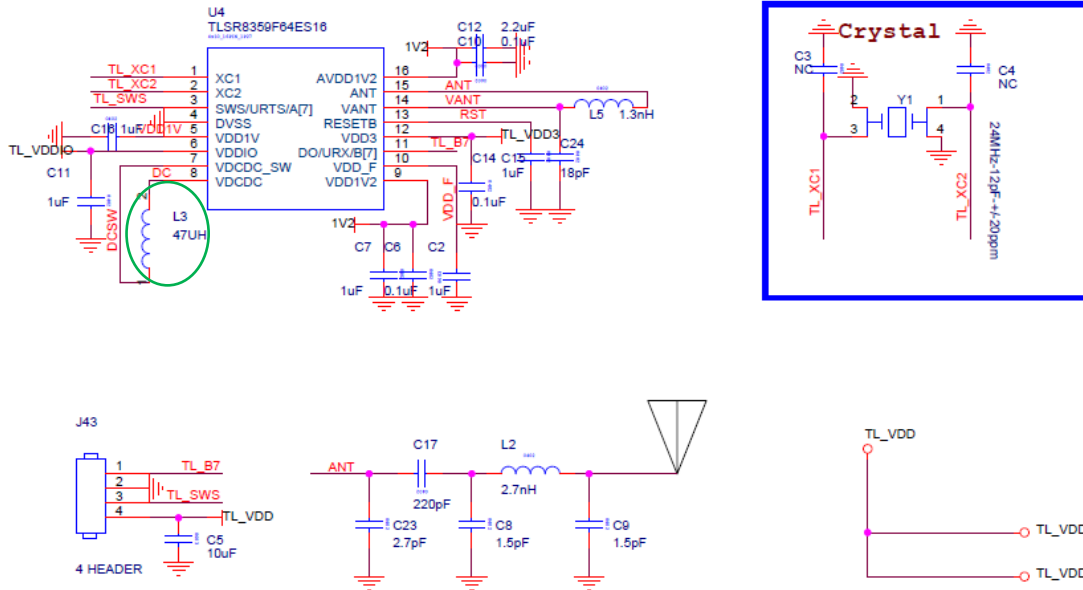 U4
TLSR8359F64ES16
C12 2.2uF
C10 0.1uF
1V2
TL_XC1 1 XC1
TL_XC2 2 XC2
TL_SWS 3 SWS/URTS/A[7]
4 DVSS
C18 1uF VDD1V 5 VDD1V
TL_VDDIO 6 VDDIO
7 VDCDC_SW
DC 8 VDCDC
AVDD1V2 16
ANT 15 ANT
VANT 14 VANT
RESETB 13 RST
VDD3 12 TL_VDD3
DO/URX/B[7] 11 TL_B7
VDD_F 10
VDD1V2 9
L5 1.3nH
C11
1uF
DCSW
2
L3
47UH
1
C14
0.1uF
C15
1uF
C24
18pF
VDD_F
1V2
C7 C6 C2
1uF 0.1uF 1uF
Crystal
C3
NC
C4
NC
2 Y1 1
3 4
TL_XC1
TL_XC2
24MHz-12pF-+/-20ppm
J43
1 TL_B7
2
3 TL_SWS
4 TL_VDD
C5
10uF
4 HEADER
ANT
C17
220pF
L2
2.7nH
C23
2.7pF
C8
1.5pF
C9
1.5pF
TL_VDD
TL_VDD
TL_VDD